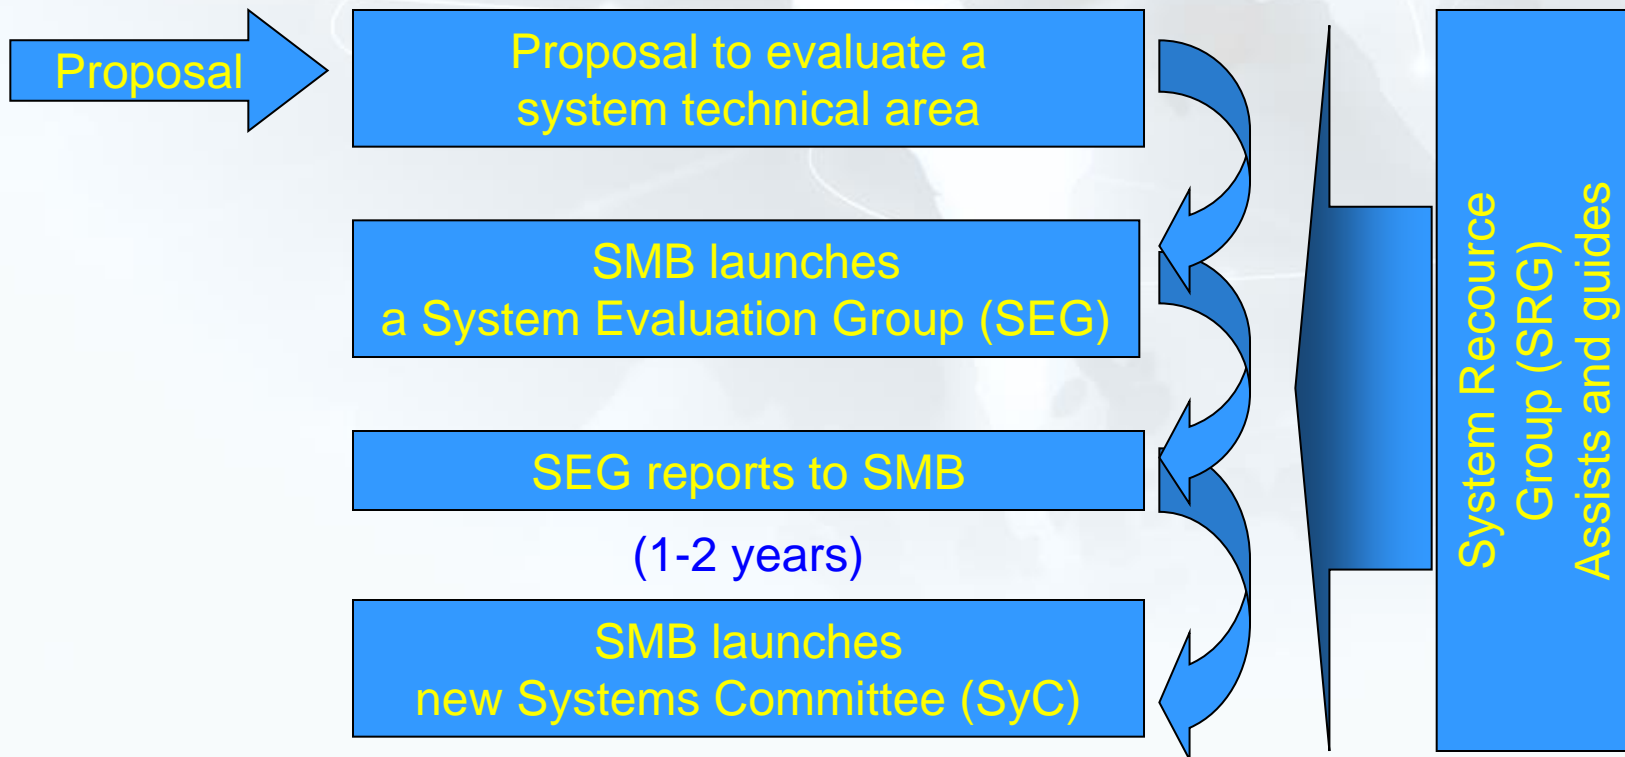 Proposal
Proposal to evaluate a
system technical area
SMB launches
a System Evaluation Group (SEG)
SEG reports to SMB
(1-2 years)
SMB launches
new Systems Committee (SyC)
System Recource
Group (SRG)
Assists and guides